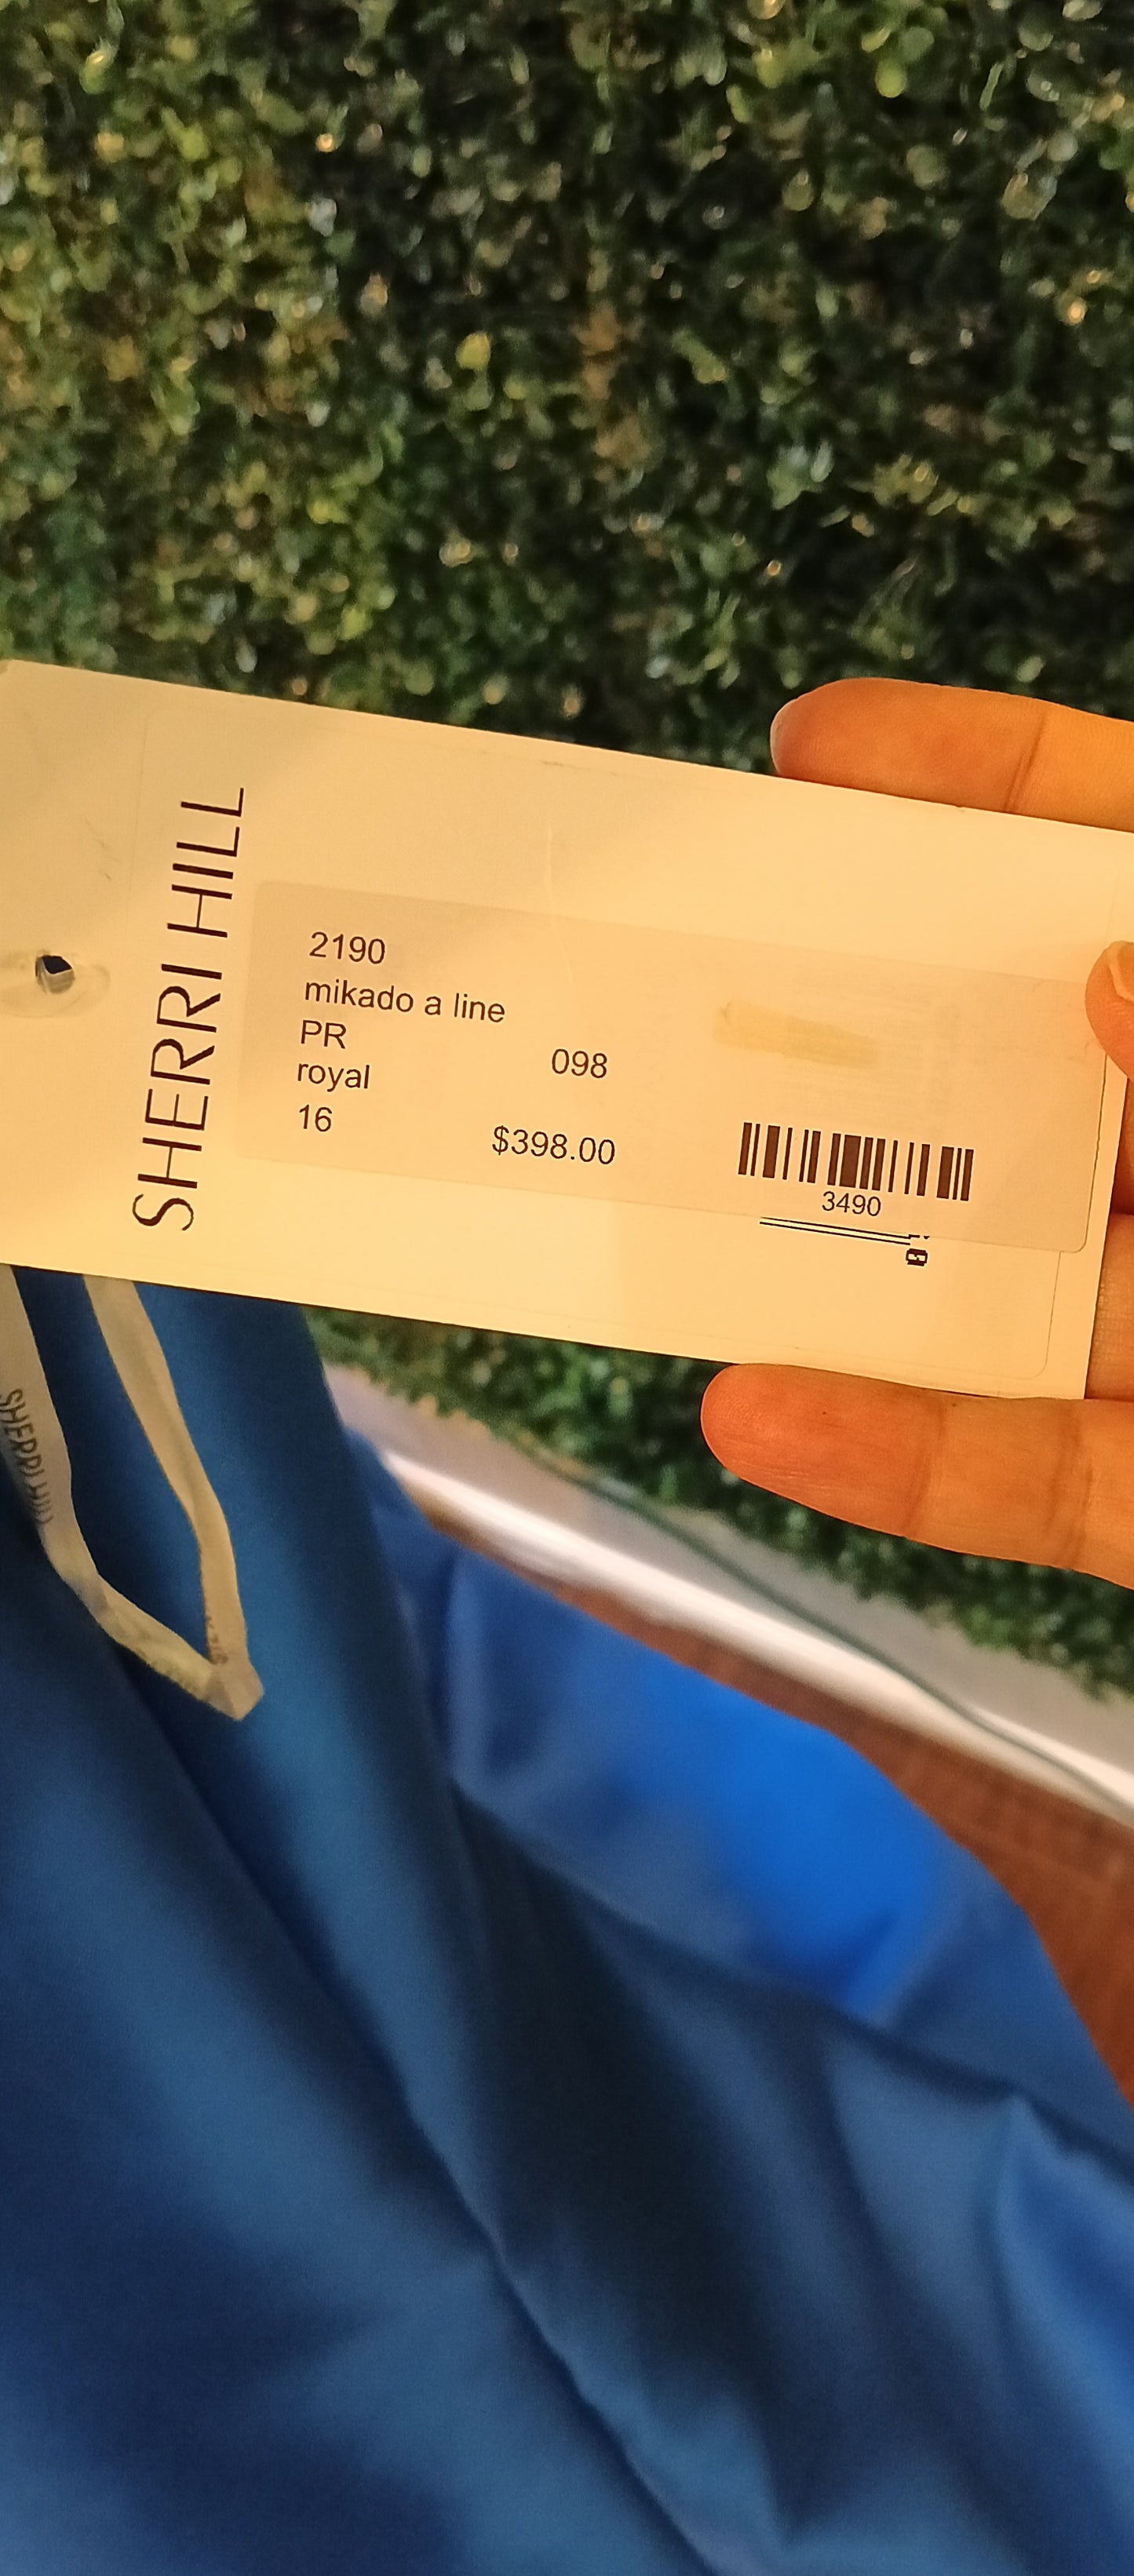 SHERRI HILL
2190
mikado a line
PR
098
royal
16
$398.00
3490
SHERRI HILL